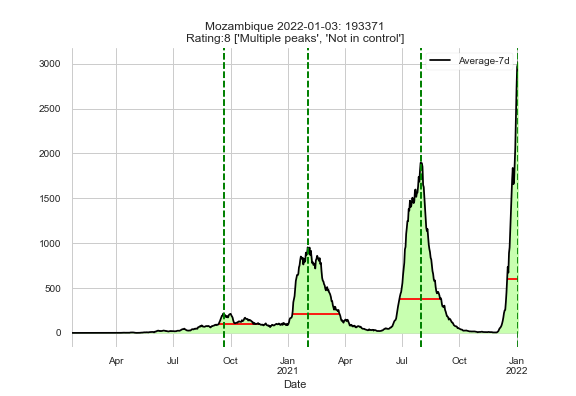 Mozambique 2022-01-03: 193371
Rating:8 ['Multiple peaks', 'Not in control']
Average-7d
3000
2500
2000
1500
1000
500
0
Apr Jul Oct Jan Apr Jul Oct Jan
2021 2022
Date